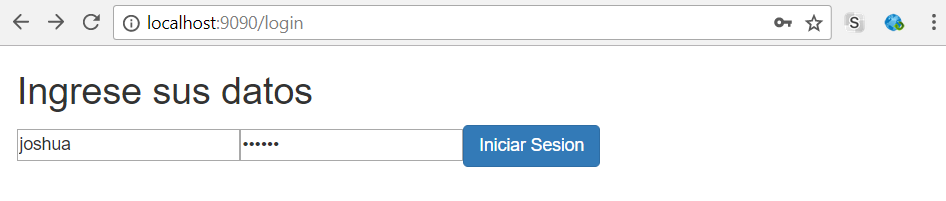 localhost:9090/login
S
Ingrese sus datos
joshua •••••• Iniciar Sesion